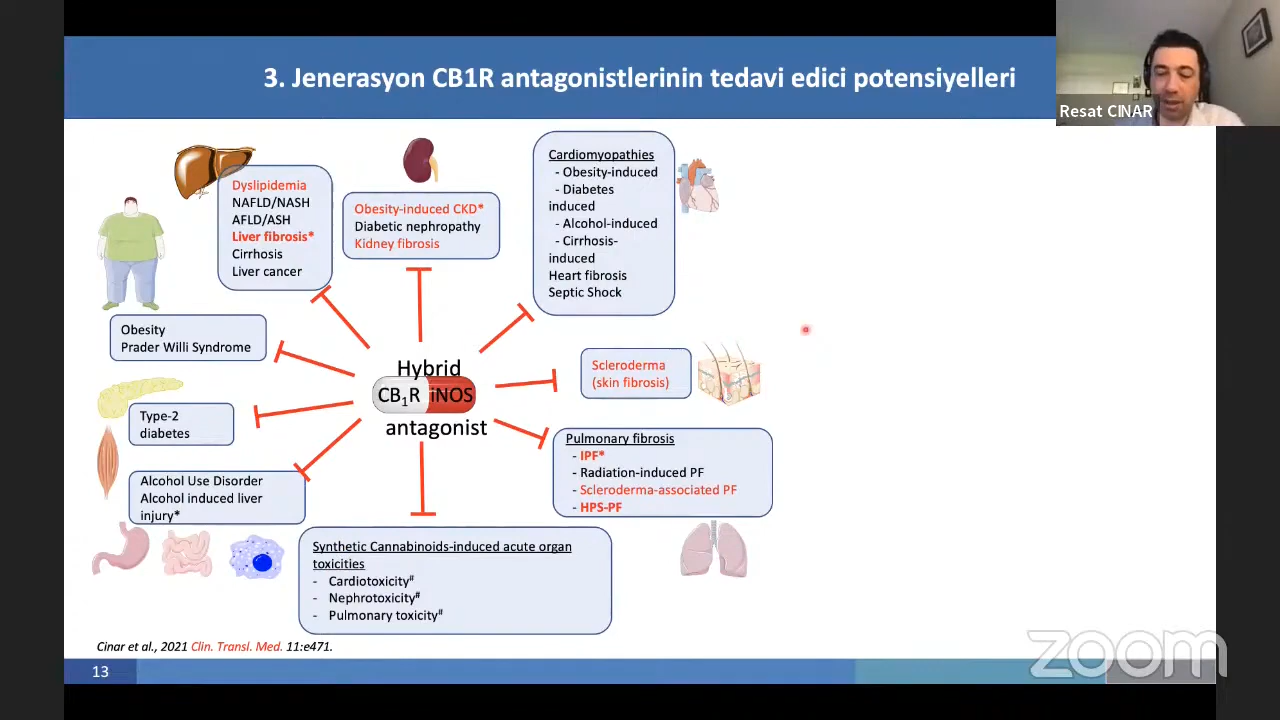 3. Jenerasyon CB1R antagonistlerinin tedavi edici potensiyelleri
Resat CINAR
Dyslipidemia
NAFLD/NASH
AFLD/ASH
Liver fibrosis*
Cirrhosis
Liver cancer
Obesity-induced CKD*
Diabetic nephropathy
Kidney fibrosis
Cardiomyopathies
- Obesity-induced
- Diabetes
induced
- Alcohol-induced
- Cirrhosis-
induced
Heart fibrosis
Septic Shock
Obesity
Prader Willi Syndrome
Hybrid
CB1R iNOS
antagonist
Scleroderma
(skin fibrosis)
Type-2
diabetes
Pulmonary fibrosis
- IPF*
- Radiation-induced PF
- Scleroderma-associated PF
- HPS-PF
Alcohol Use Disorder
Alcohol induced liver
injury*
Synthetic Cannabinoids-induced acute organ
toxicities
- Cardiotoxicity#
- Nephrotoxicity#
- Pulmonary toxicity#
Cinar et al., 2021 Clin. Transl. Med. 11:e471.
zoom
13